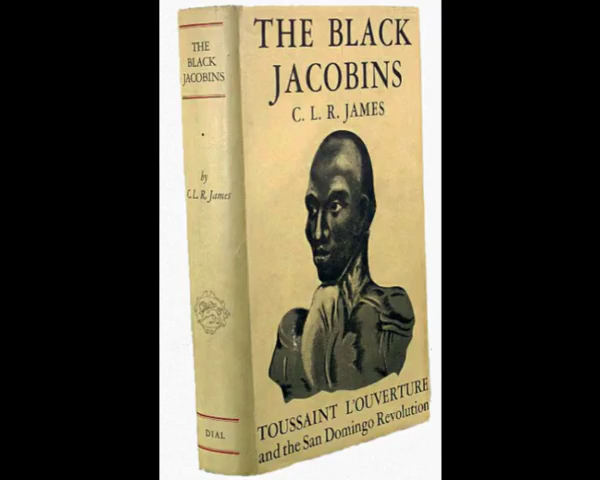 THE
BLACK
JACOBINS
by
C.L.R. James
DIAL
THE BLACK
JACOBINS
C. L. R. JAMES
TOUSSAINT L'OUVERTURE
and the San Domingo Revolution